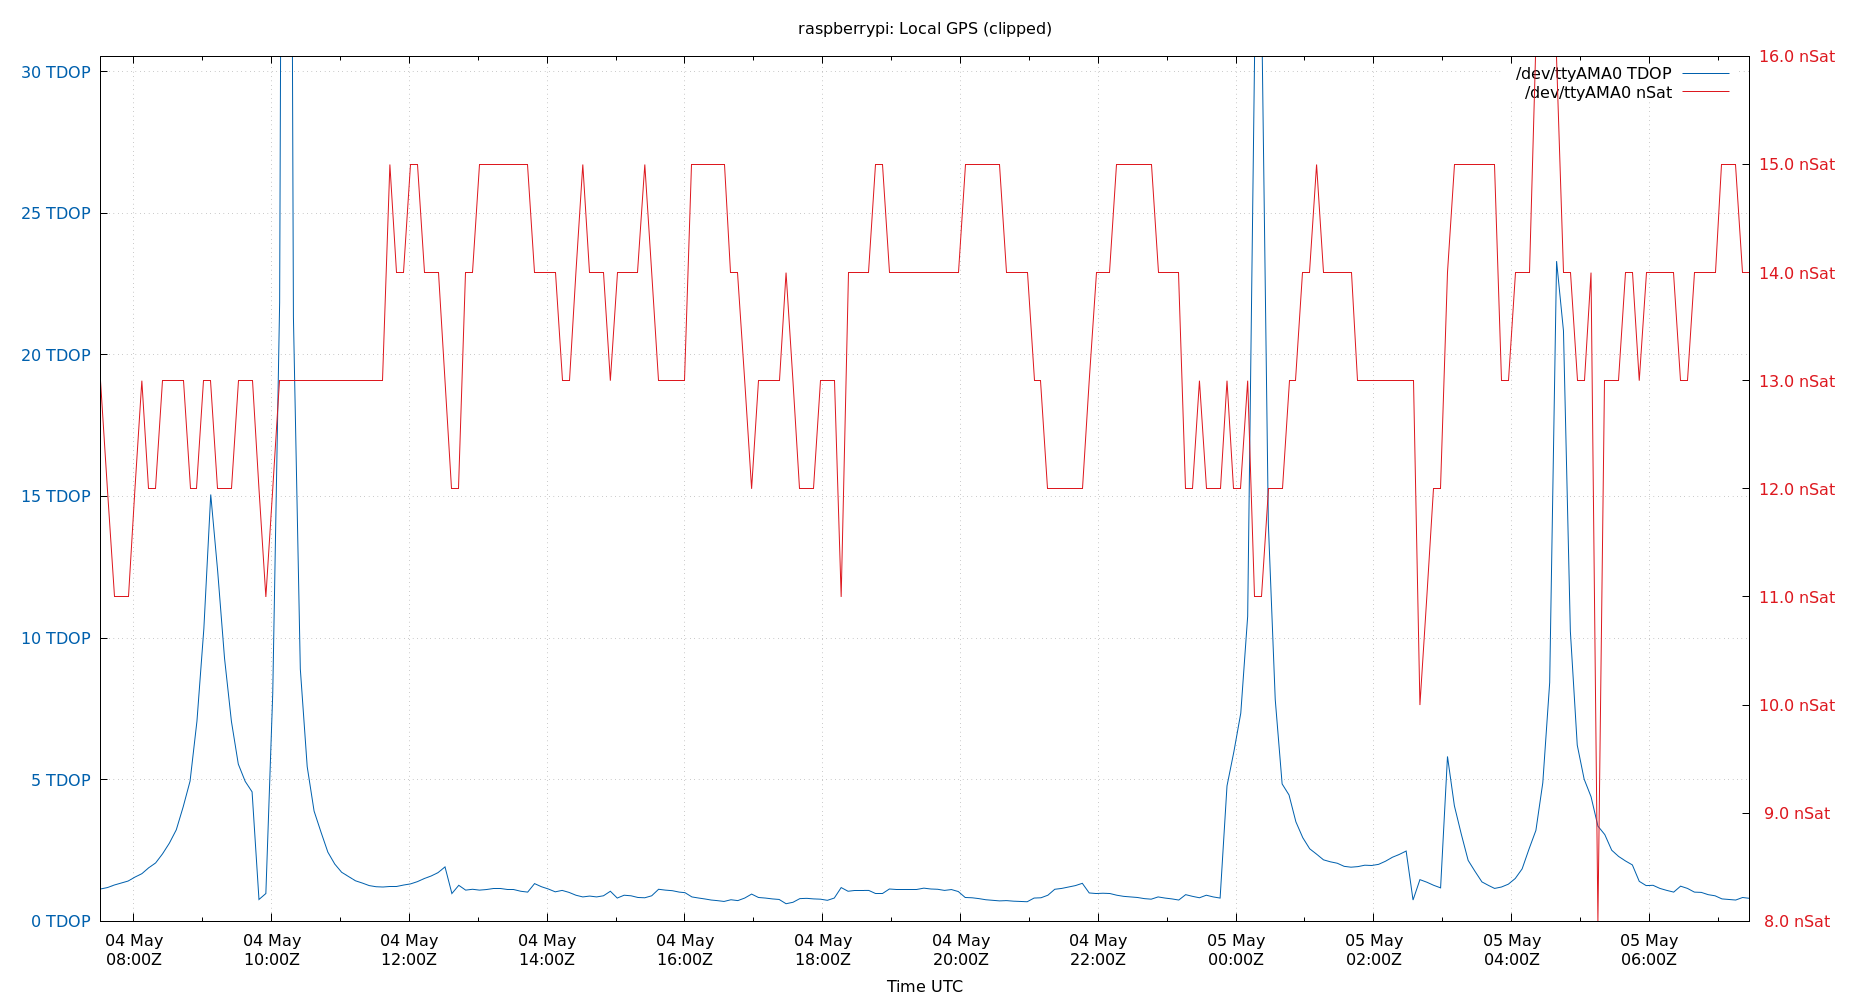 raspberrypi: Local GPS (clipped)
30 TDOP
25 TDOP
20 TDOP
15 TDOP
10 TDOP
5 TDOP
0 TDOP
/dev/ttyAMA0 TDOP
/dev/ttyAMA0 nSat
16.0 nSat
15.0 nSat
14.0 nSat
13.0 nSat
12.0 nSat
11.0 nSat
10.0 nSat
9.0 nSat
8.0 nSat
04 May
08:00Z
04 May
10:00Z
04 May
12:00Z
04 May
14:00Z
04 May
16:00Z
04 May
18:00Z
04 May
20:00Z
04 May
22:00Z
05 May
00:00Z
05 May
02:00Z
05 May
04:00Z
05 May
06:00Z
Time UTC